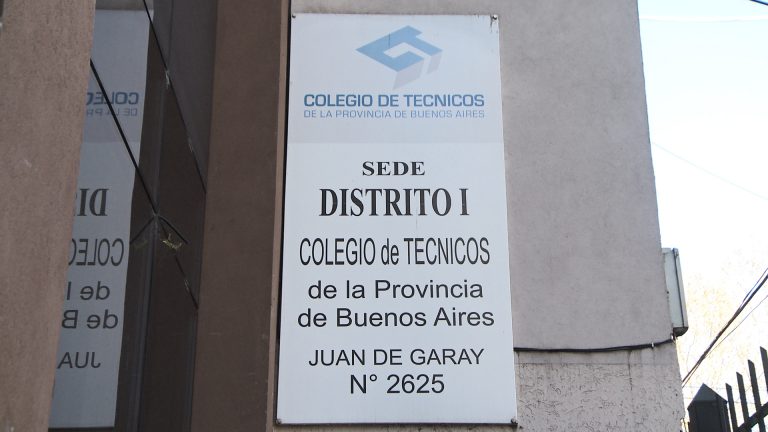 COLEGIO DE TECNICOS
DE LA PROVINCIA DE BUENOS AIRES
SEDE
DISTRITO I
COLEGIO de TECNICOS
de la Provincia
de Buenos Aires
JUAN DE GARAY
N° 2625